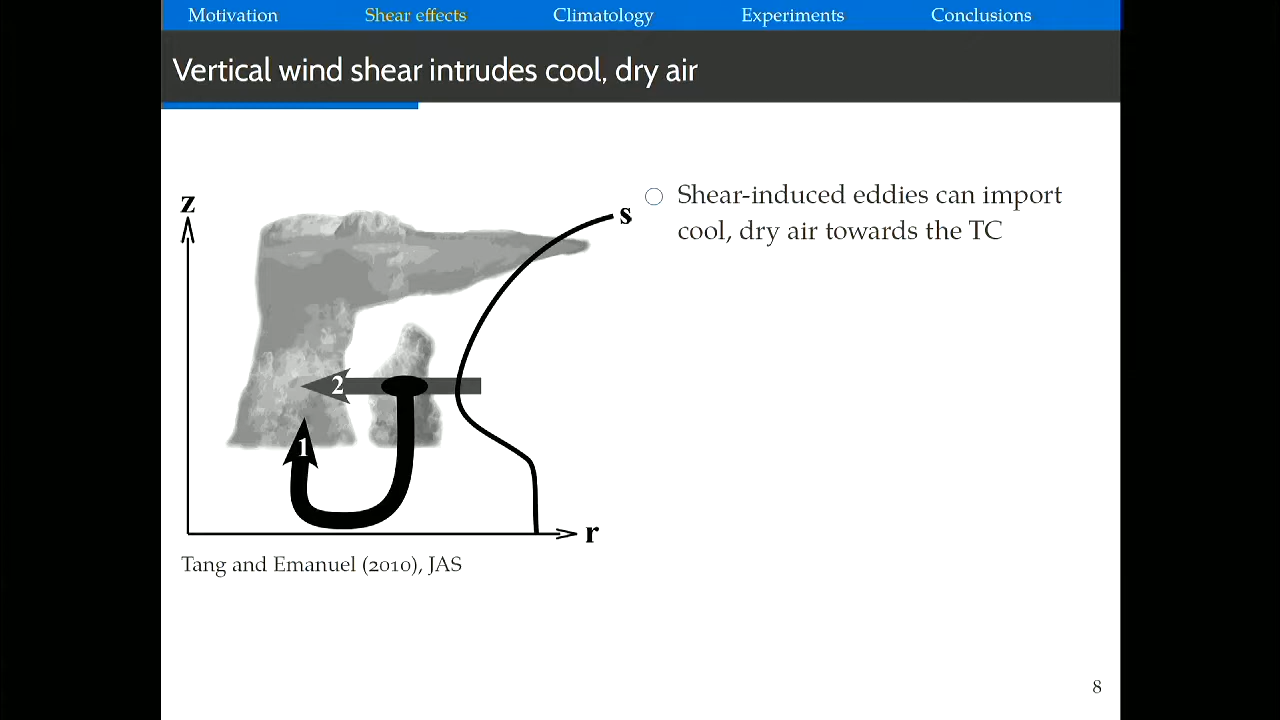 Motivation Shear effects Climatology Experiments Conclusions
Vertical wind shear intrudes cool, dry air
z
s
Shear-induced eddies can import
cool, dry air towards the TC
2
1
r
Tang and Emanuel (2010), JAS
8